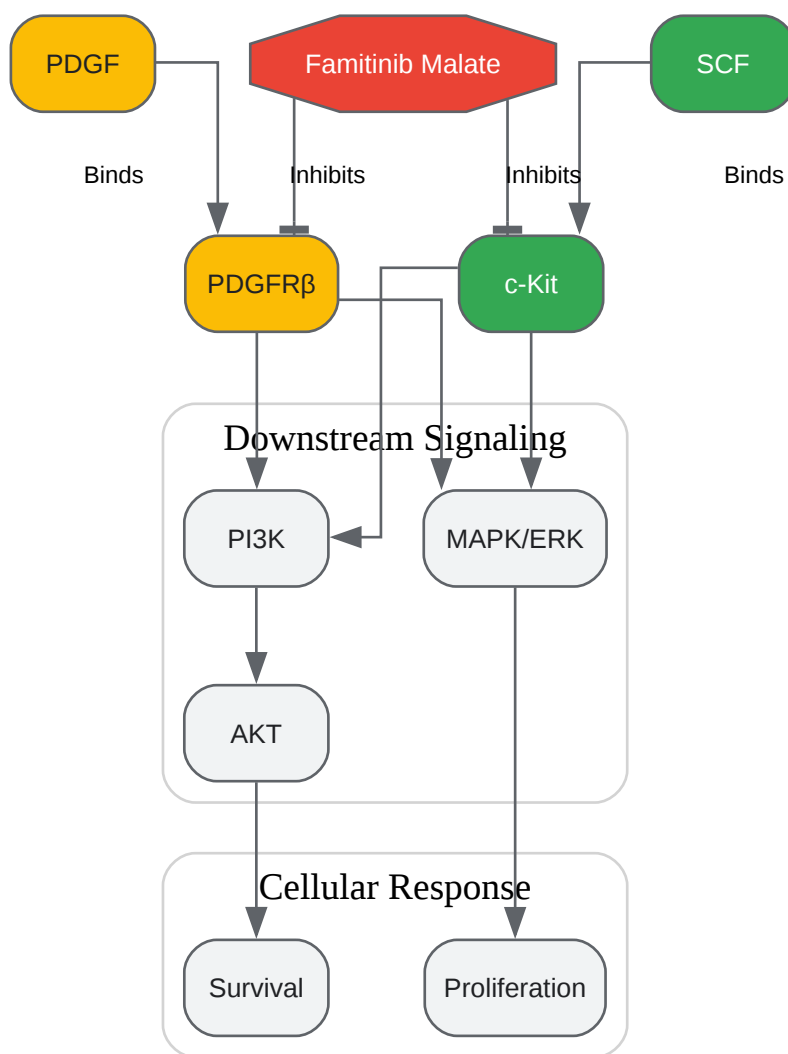 PDGF
Famitinib Malate
SCF
Binds
Inhibits
Inhibits
Binds
PDGFRβ
c-Kit
Downstream Signaling
PI3K
MAPK/ERK
AKT
Cellular Response
Survival
Proliferation